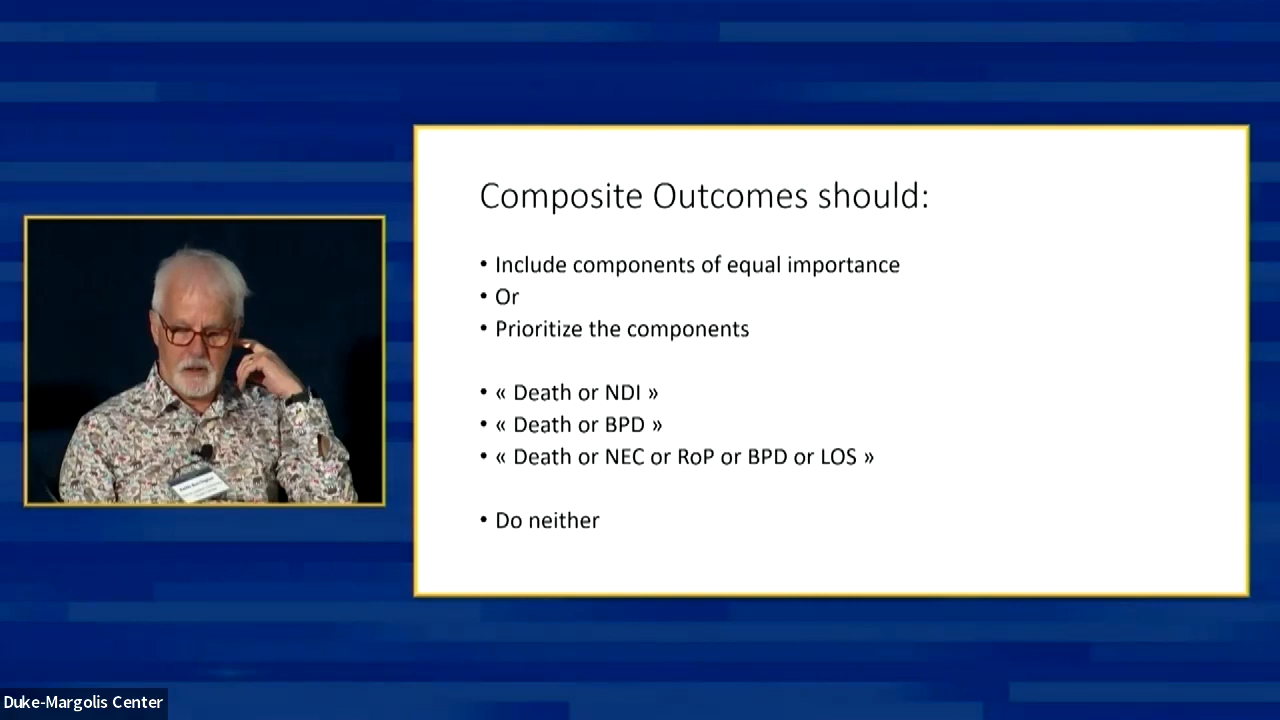 Composite Outcomes should:
• Include components of equal importance
• Or
• Prioritize the components
• « Death or NDI »
• « Death or BPD »
• « Death or NEC or RoP or BPD or LOS »
• Do neither
Duke-Margolis Center